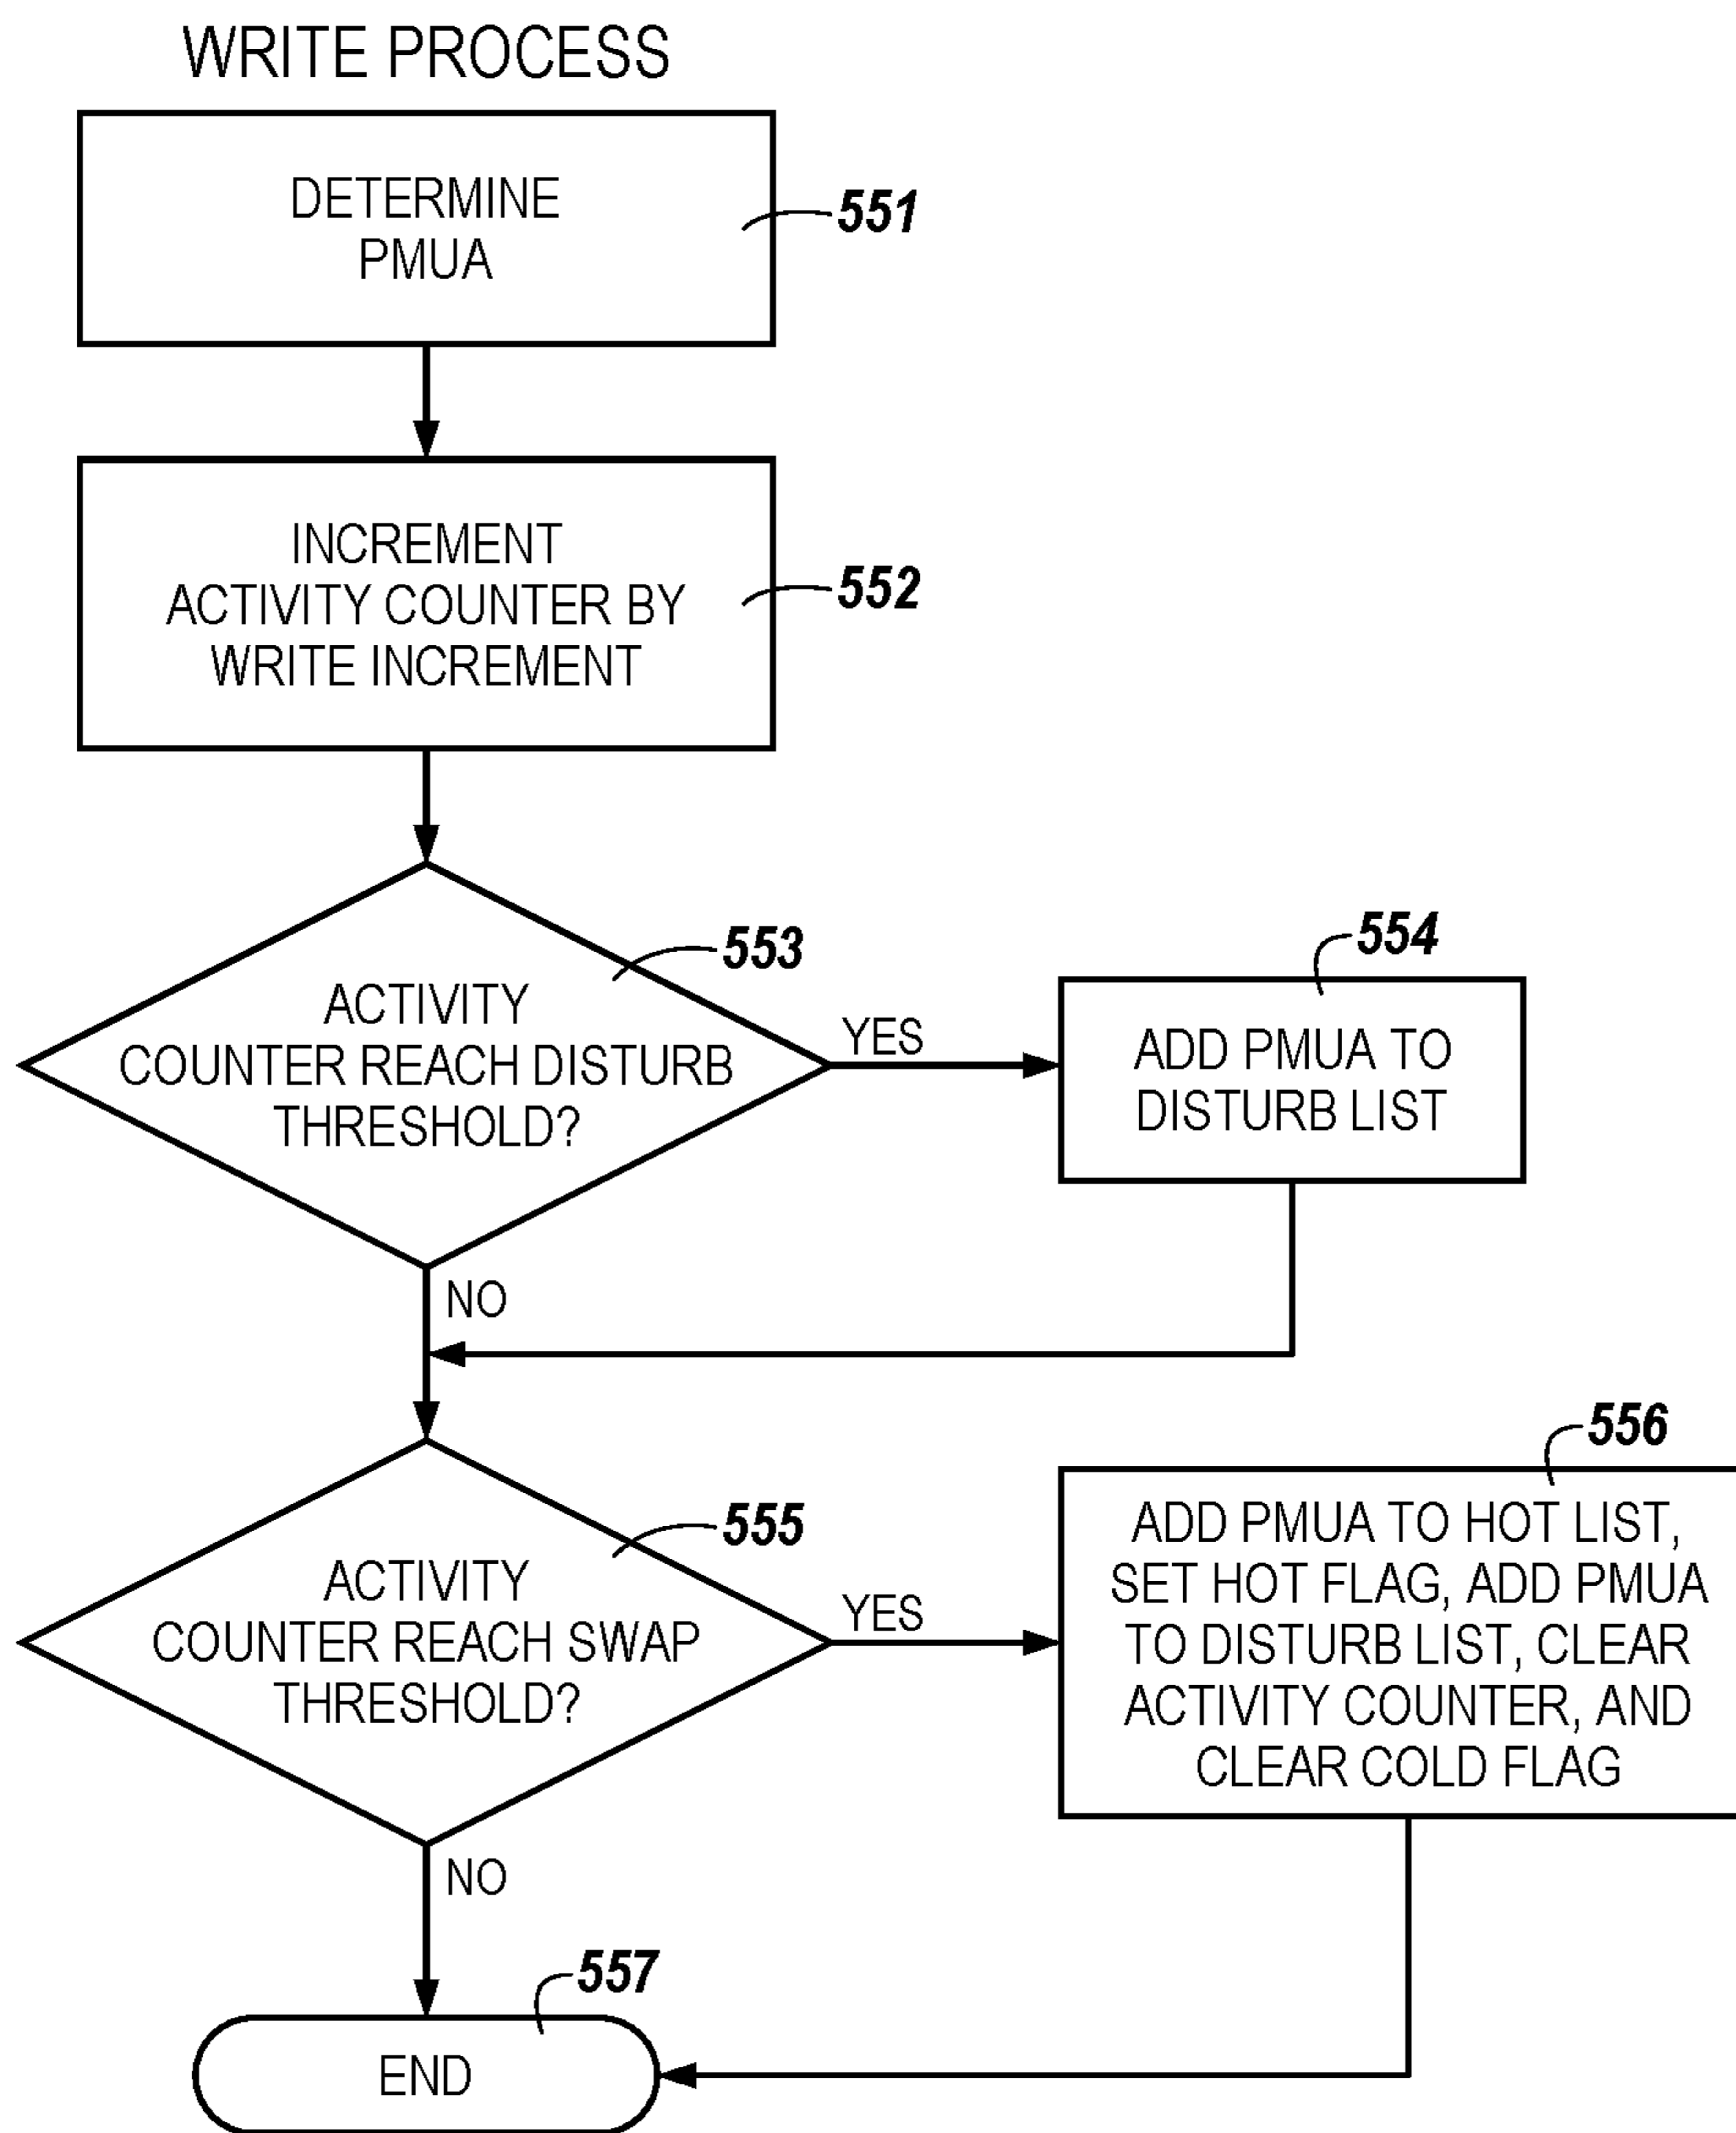 WRITE PROCESS
DETERMINE
PMUA
551
INCREMENT
ACTIVITY COUNTER BY
WRITE INCREMENT
552
553
ACTIVITY
COUNTER REACH DISTURB
THRESHOLD?
YES
554
ADD PMUA TO
DISTURB LIST
NO
555
ACTIVITY
COUNTER REACH SWAP
THRESHOLD?
YES
556
ADD PMUA TO HOT LIST,
SET HOT FLAG, ADD PMUA
TO DISTURB LIST, CLEAR
ACTIVITY COUNTER, AND
CLEAR COLD FLAG
NO
557
END